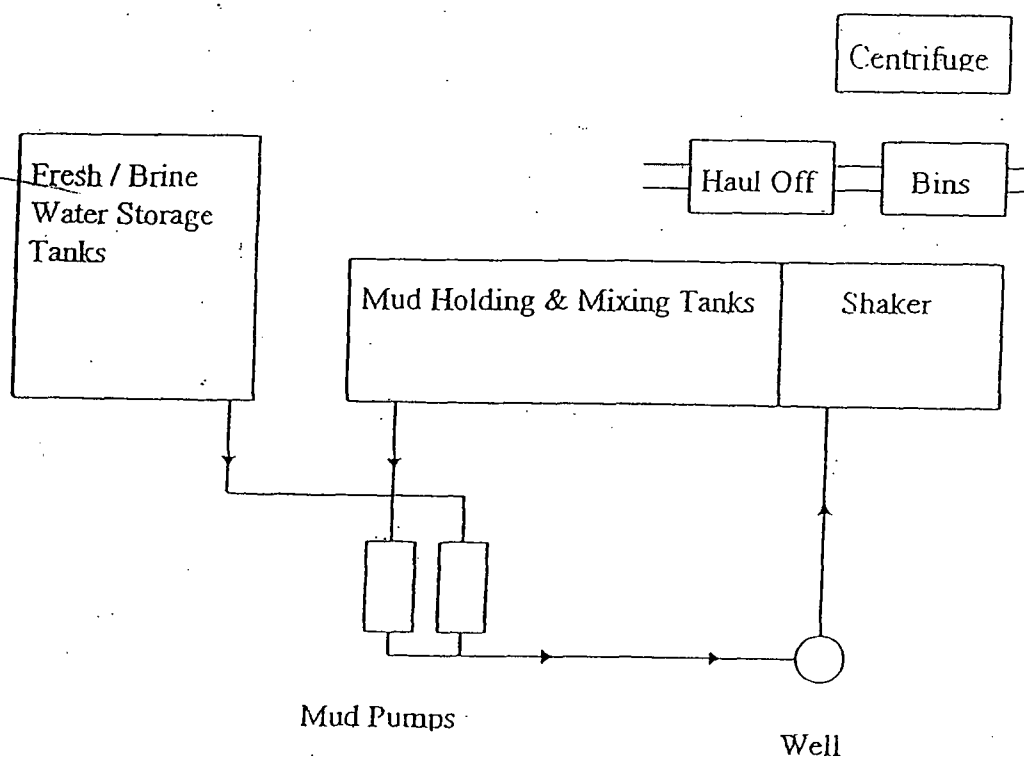 Centrifuge
Fresh / Brine
Water Storage
Tanks
Haul Off
Bins
Mud Holding & Mixing Tanks
Shaker
Mud Pumps
Well